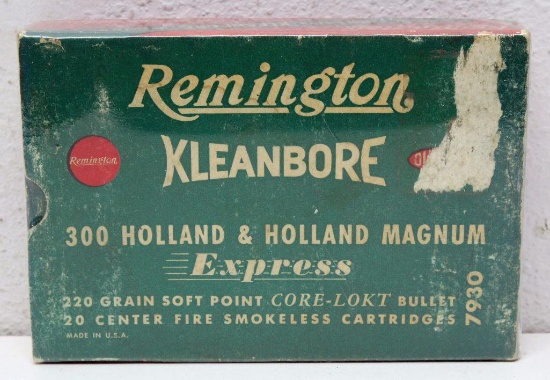 Remington
Remington
KLEANBORE
300 HOLLAND & HOLLAND MAGNUM
Express
220 GRAIN SOFT POINT CORE-LOKT BULLET
20 CENTER FIRE SMOKELESS CARTRIDGES
7930
MADE IN U.S.A.